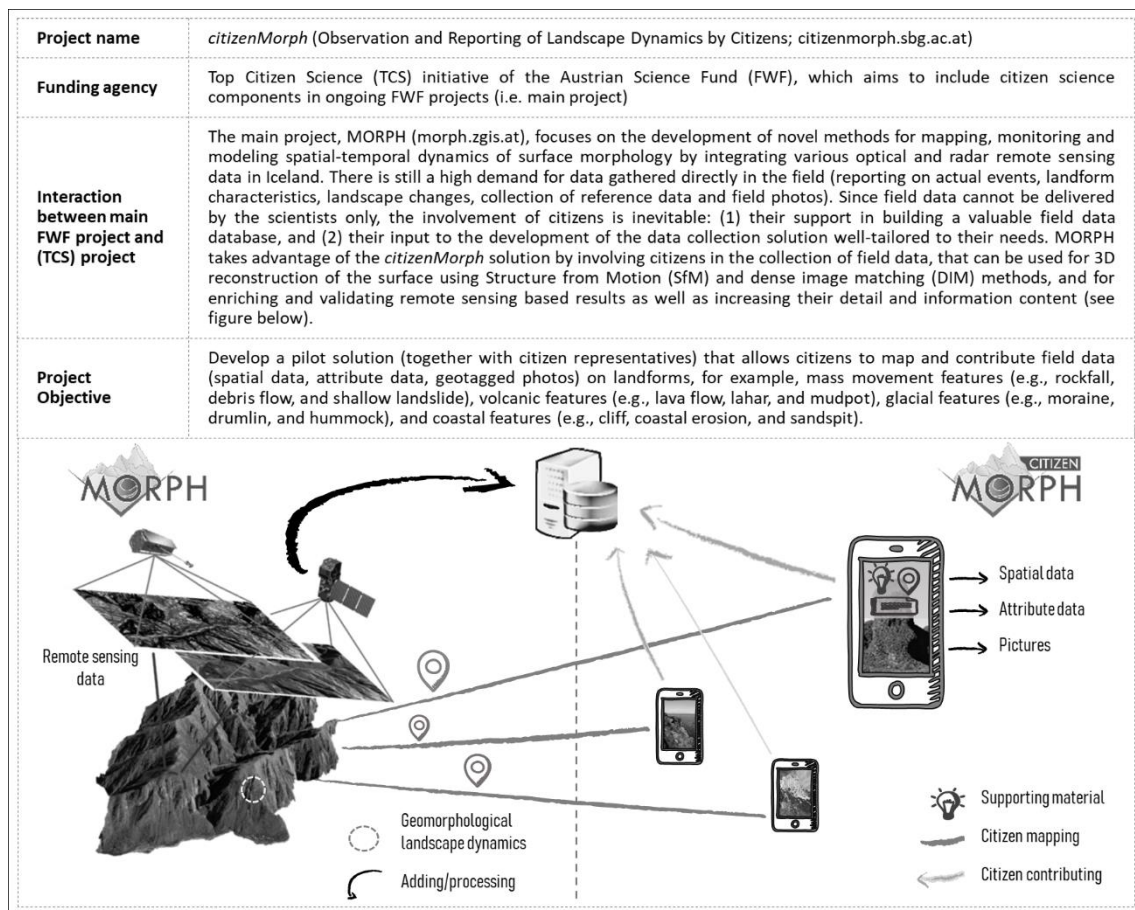 Project name
citizenMorph (Observation and Reporting of Landscape Dynamics by Citizens; citizenmorph.sbg.ac.at)
Funding agency
Top Citizen Science (TCS) initiative of the Austrian Science Fund (FWF), which aims to include citizen science
components in ongoing FWF projects (i.e. main project)
Interaction
between main
FWF project and
(TCS) project
The main project, MORPH (morph.zgis.at), focuses on the development of novel methods for mapping, monitoring and
modeling spatial-temporal dynamics of surface morphology by integrating various optical and radar remote sensing
data in Iceland. There is still a high demand for data gathered directly in the field (reporting on actual events, landform
characteristics, landscape changes, collection of reference data and field photos). Since field data cannot be delivered
by the scientists only, the involvement of citizens is inevitable: (1) their support in building a valuable field data
database, and (2) their input to the development of the data collection solution well-tailored to their needs. MORPH
takes advantage of the citizenMorph solution by involving citizens in the collection of field data, that can be used for 3D
reconstruction of the surface using Structure from Motion (SfM) and dense image matching (DIM) methods, and for
enriching and validating remote sensing based results as well as increasing their detail and information content (see
figure below).
Project
Objective
Develop a pilot solution (together with citizen representatives) that allows citizens to map and contribute field data
(spatial data, attribute data, geotagged photos) on landforms, for example, mass movement features (e.g., rockfall,
debris flow, and shallow landslide), volcanic features (e.g., lava flow, lahar, and mudpot), glacial features (e.g., moraine,
drumlin, and hummock), and coastal features (e.g., cliff, coastal erosion, and sandspit).
MORPH
CITIZEN
MORPH
Remote sensing
data
Spatial data
Attribute data
Pictures
Geomorphological
landscape dynamics
Adding/processing
Supporting material
Citizen mapping
Citizen contributing